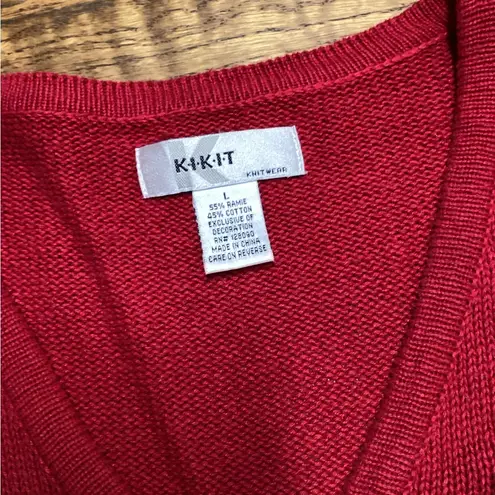 K·I·K·I·T
KNITWEAR
L
55% RAMIE
45% COTTON
EXCLUSIVE OF
DECORATION
RN# 128090
MADE IN CHINA
CARE ON REVERSE